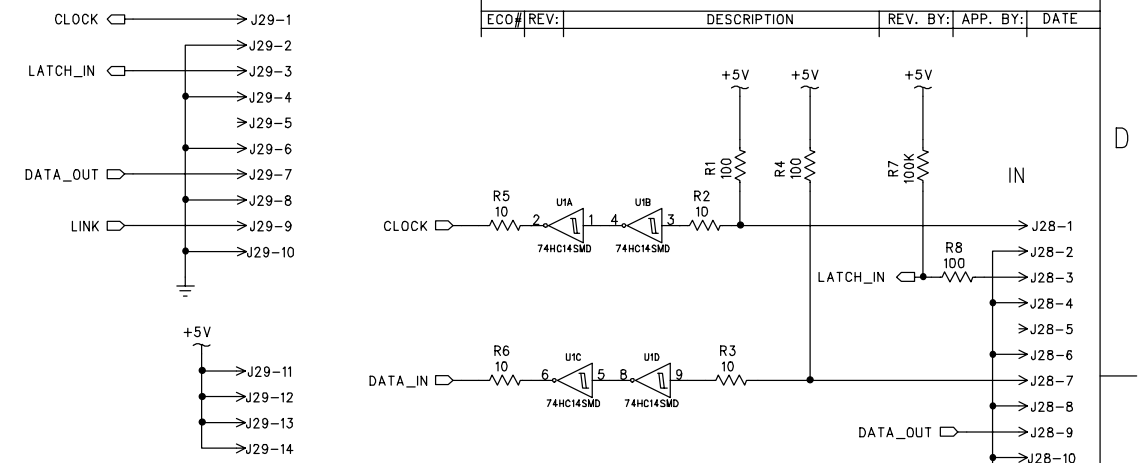 ECO# REV: DESCRIPTION REV. BY: APP. BY: DATE
CLOCK J29-1
J29-2
LATCH_IN J29-3
J29-4
J29-5
J29-6
DATA_OUT J29-7
J29-8
LINK J29-9
J29-10
+5V
J29-11
J29-12
J29-13
J29-14
+5V +5V +5V
R1 100
R4 100
R7 100K
D
IN
CLOCK
R5
10
2 U1A 1
74HC14SMD
4 U1B 3
74HC14SMD
R2
10
J28-1
J28-2
LATCH_IN
R8
100
J28-3
J28-4
J28-5
J28-6
DATA_IN
R6
10
6 U1C 5
74HC14SMD
8 U1D 9
74HC14SMD
R3
10
J28-7
J28-8
DATA_OUT J28-9
J28-10